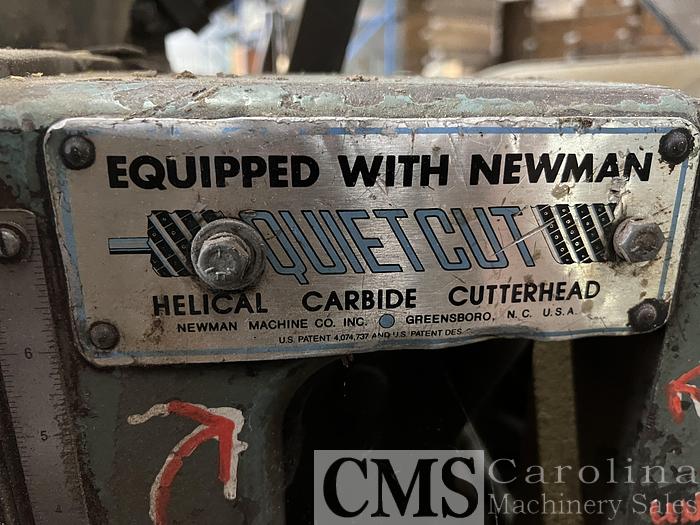 EQUIPPED WITH NEWMAN
QUIETCUT
HELICAL CARBIDE CUTTERHEAD
NEWMAN MACHINE CO. INC. GREENSBORO, N.C. U.S.A.
U.S. PATENT 4,074,737 AND U.S. PATENT DES.
6
5
CMS Carolina
Machinery Sales